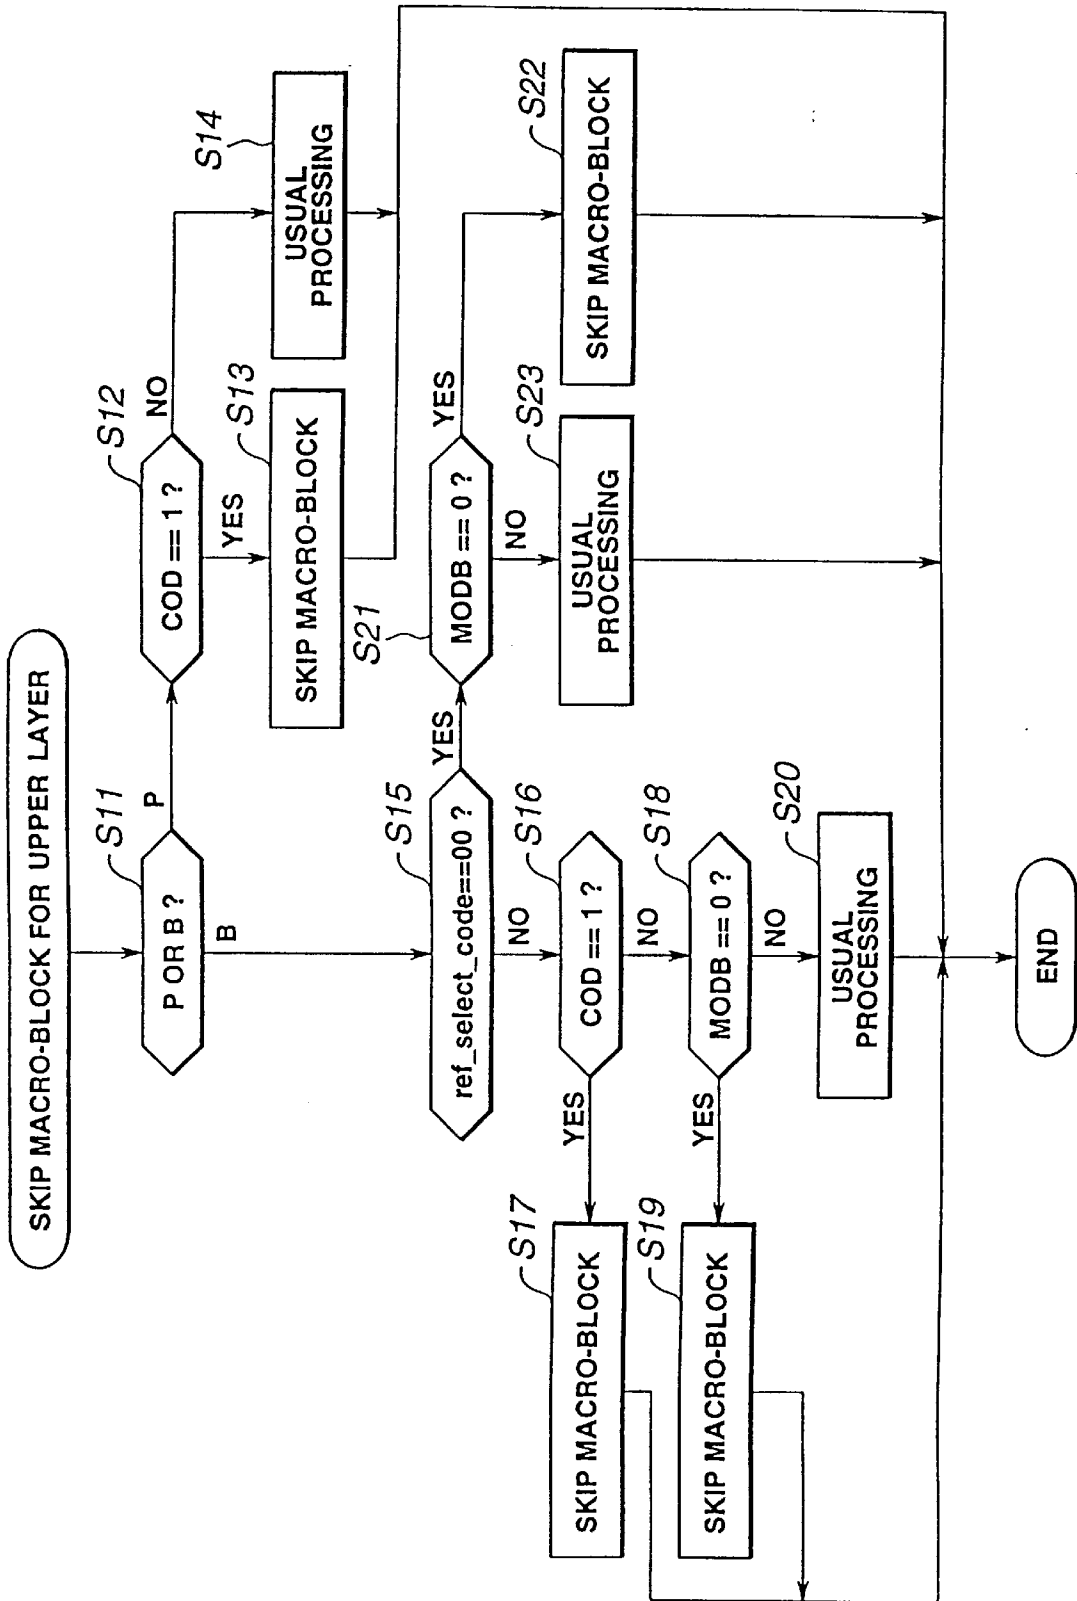 SKIP MACRO-BLOCK FOR UPPER LAYER
S11
P OR B ?
P
B
S12
COD == 1 ?
NO
YES
S13
SKIP MACRO-BLOCK
S14
USUAL
PROCESSING
S15
ref_select_code==00 ?
YES
NO
S21
MODB == 0 ?
YES
NO
S22
SKIP MACRO-BLOCK
S23
USUAL
PROCESSING
S16
COD == 1 ?
YES
NO
S17
SKIP MACRO-BLOCK
S18
MODB == 0 ?
YES
NO
S19
SKIP MACRO-BLOCK
S20
USUAL
PROCESSING
END